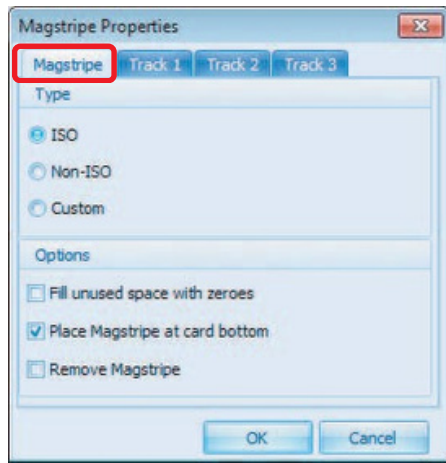 Magstripe Properties
Magstripe Track 1 Track 2 Track 3
Type
ISO
Non-ISO
Custom
Options
Fill unused space with zeroes
Place Magstripe at card bottom
Remove Magstripe
OK Cancel